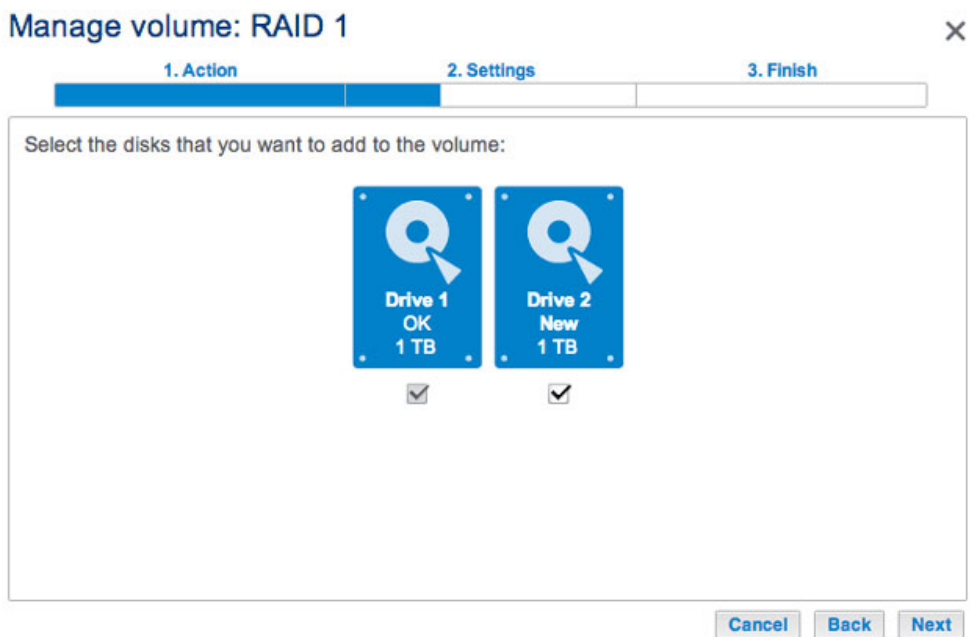 Manage volume: RAID 1
1. Action
2. Settings
3. Finish
Select the disks that you want to add to the volume:
Drive 1
OK
1 TB
Drive 2
New
1 TB
Cancel
Back
Next